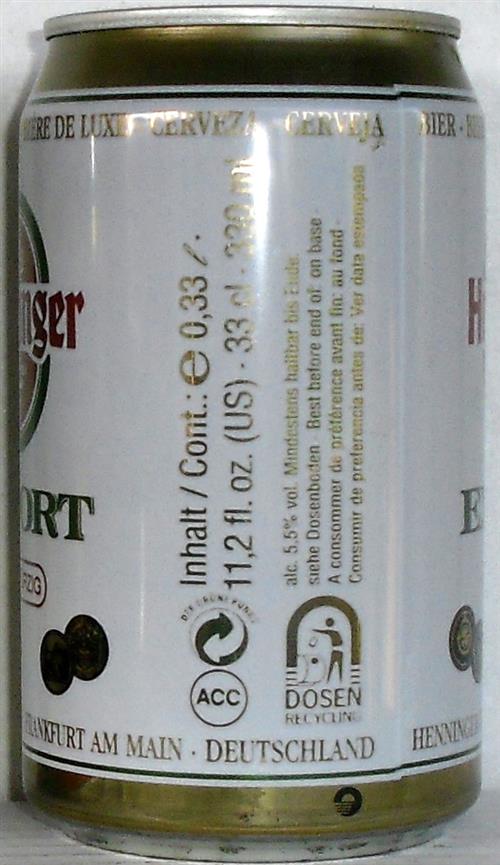 DE LUXE · CERVEZA · CERVEJA BIER ·
nger
H
Inhalt / Cont.: e 0,33 l ·
11,2 fl. oz. (US) · 33 cl · 330 ml
alc. 5,5% vol. Mindestens haltbar bis Ende:
siehe Dosenboden · Best before end of: on base ·
A consommer de préférence avant fin: au fond ·
Consumir de preferencia antes de: Ver data estampada
ORT
E
PZIG
DER GRÜNE PUNKT
ACC
DOSEN
RECYCLING
FRANKFURT AM MAIN · DEUTSCHLAND
HENNINGER